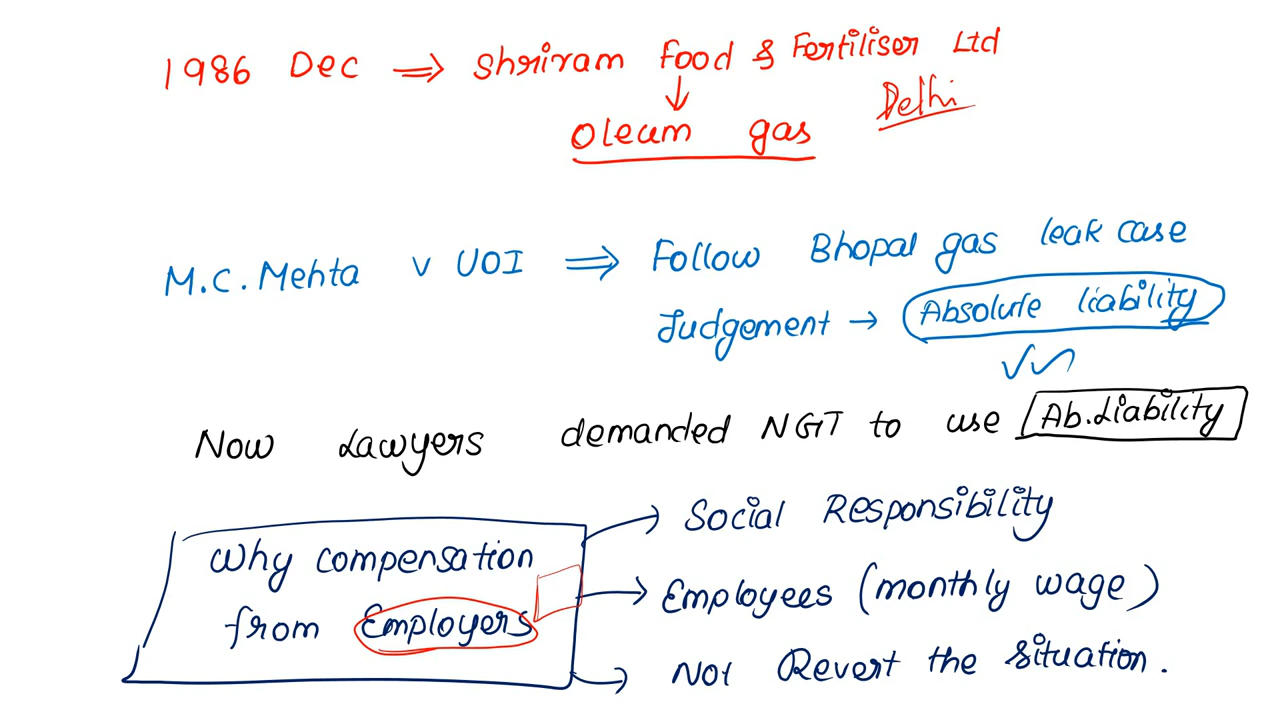 1986 Dec ⇒ Shriram Food & Fertiliser Ltd
↓
Delhi
Oleum gas
M.C. Mehta v UOI ⇒ Follow Bhopal gas leak case
Judgement → Absolute liability
Now Lawyers demanded NGT to use Ab.Liability
Why compensation from Employers
→ Social Responsibility
→ Employees (monthly wage)
→ Not Revert the situation.